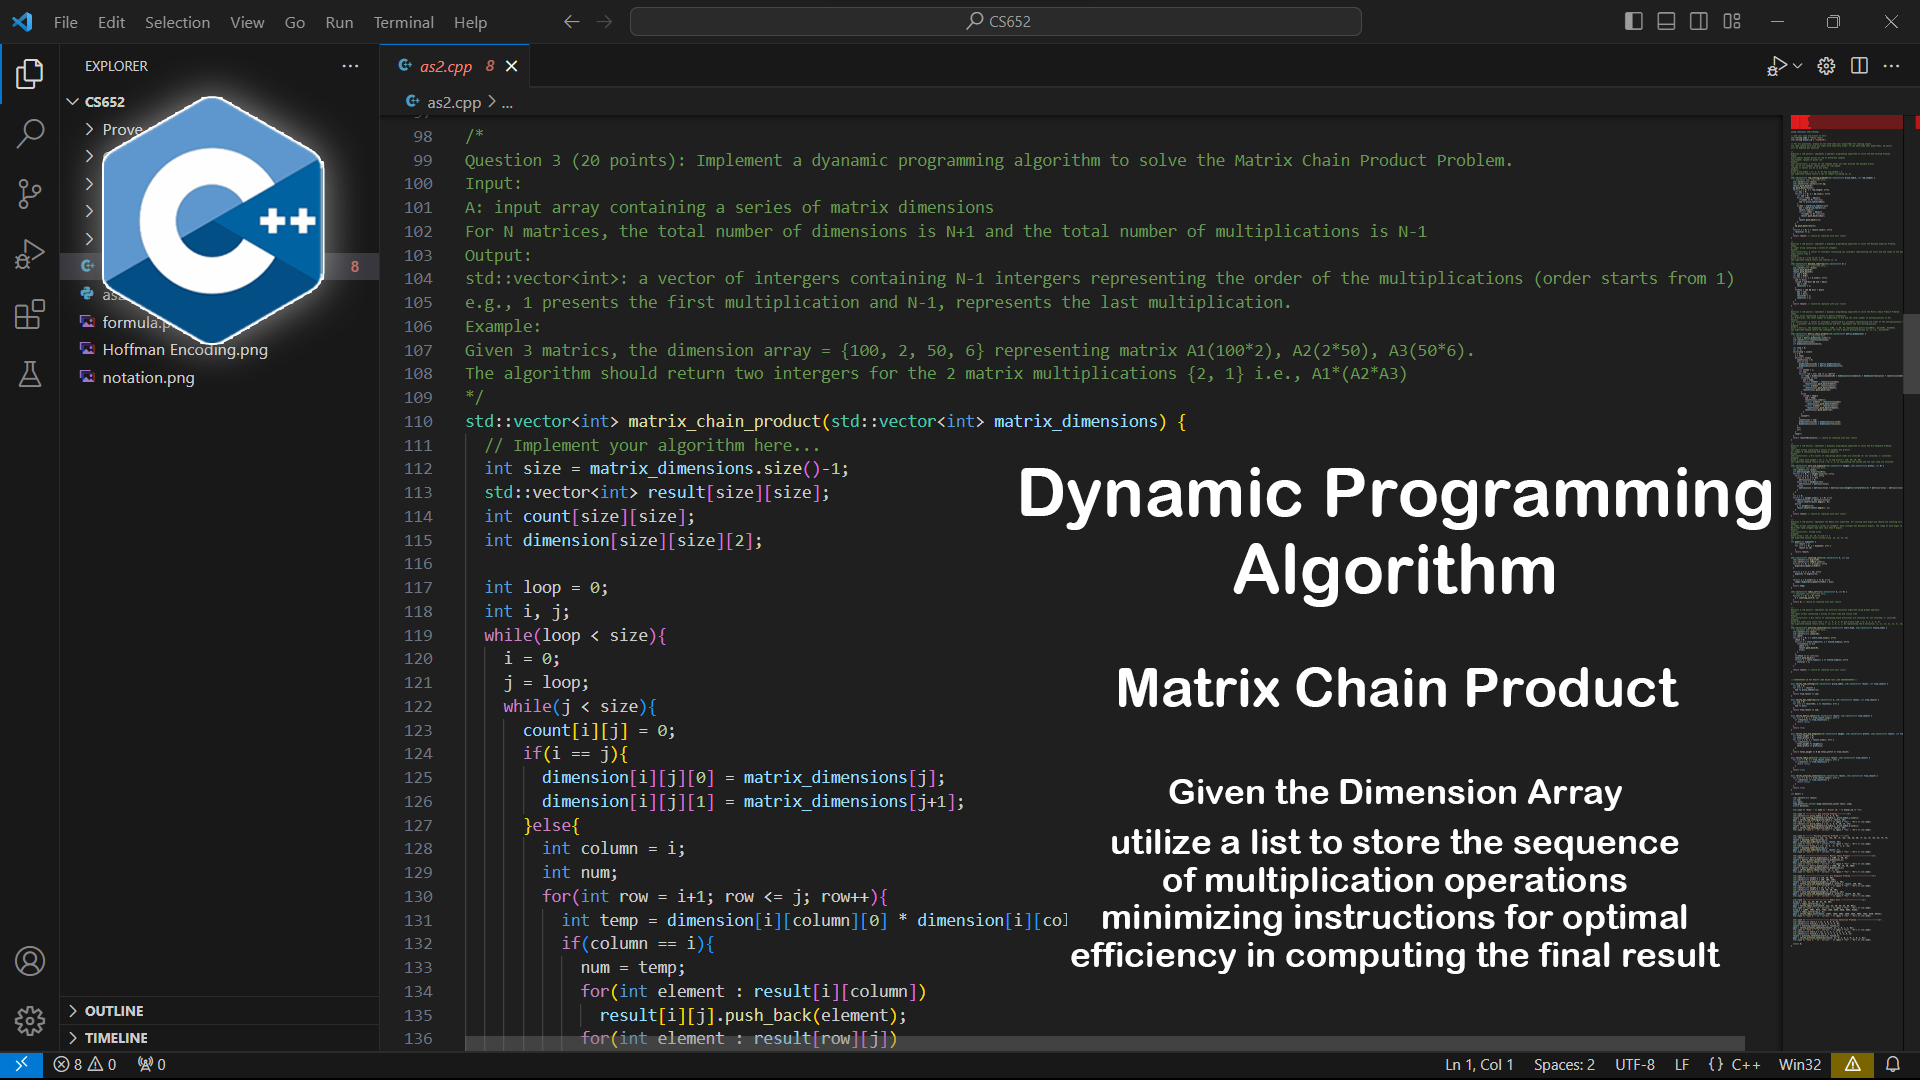 File Edit Selection View Go Run Terminal Help
CS652
EXPLORER
as2.cpp 8
CS652
as2.cpp > ...
Prove
8
formula.p
Hoffman Encoding.png
notation.png
++
98 /*
99 Question 3 (20 points): Implement a dyanamic programming algorithm to solve the Matrix Chain Product Problem.
100 Input:
101 A: input array containing a series of matrix dimensions
102 For N matrices, the total number of dimensions is N+1 and the total number of multiplications is N-1
103 Output:
104 std::vector<int>: a vector of intergers containing N-1 intergers representing the order of the multiplications (order starts from 1)
105 e.g., 1 presents the first multiplication and N-1, represents the last multiplication.
106 Example:
107 Given 3 matrics, the dimension array = {100, 2, 50, 6} representing matrix A1(100*2), A2(2*50), A3(50*6).
108 The algorithm should return two intergers for the 2 matrix multiplications {2, 1} i.e., A1*(A2*A3)
109 */
110 std::vector<int> matrix_chain_product(std::vector<int> matrix_dimensions) {
111 // Implement your algorithm here...
112 int size = matrix_dimensions.size()-1;
113 std::vector<int> result[size][size];
114 int count[size][size];
115 int dimension[size][size][2];
116
117 int loop = 0;
118 int i, j;
119 while(loop < size){
120 i = 0;
121 j = loop;
122 while(j < size){
123 count[i][j] = 0;
124 if(i == j){
125 dimension[i][j][0] = matrix_dimensions[j];
126 dimension[i][j][1] = matrix_dimensions[j+1];
127 }else{
128 int column = i;
129 int num;
130 for(int row = i+1; row <= j; row++){
131 int temp = dimension[i][column][0] * dimension[i][col
132 if(column == i){
133 num = temp;
134 for(int element : result[i][column])
135 result[i][j].push_back(element);
136 for(int element : result[row][j])
Dynamic Programming
Algorithm
Matrix Chain Product
Given the Dimension Array
utilize a list to store the sequence
of multiplication operations
minimizing instructions for optimal
efficiency in computing the final result
OUTLINE
TIMELINE
8 0 0
Ln 1, Col 1 Spaces: 2 UTF-8 LF {} C++ Win32